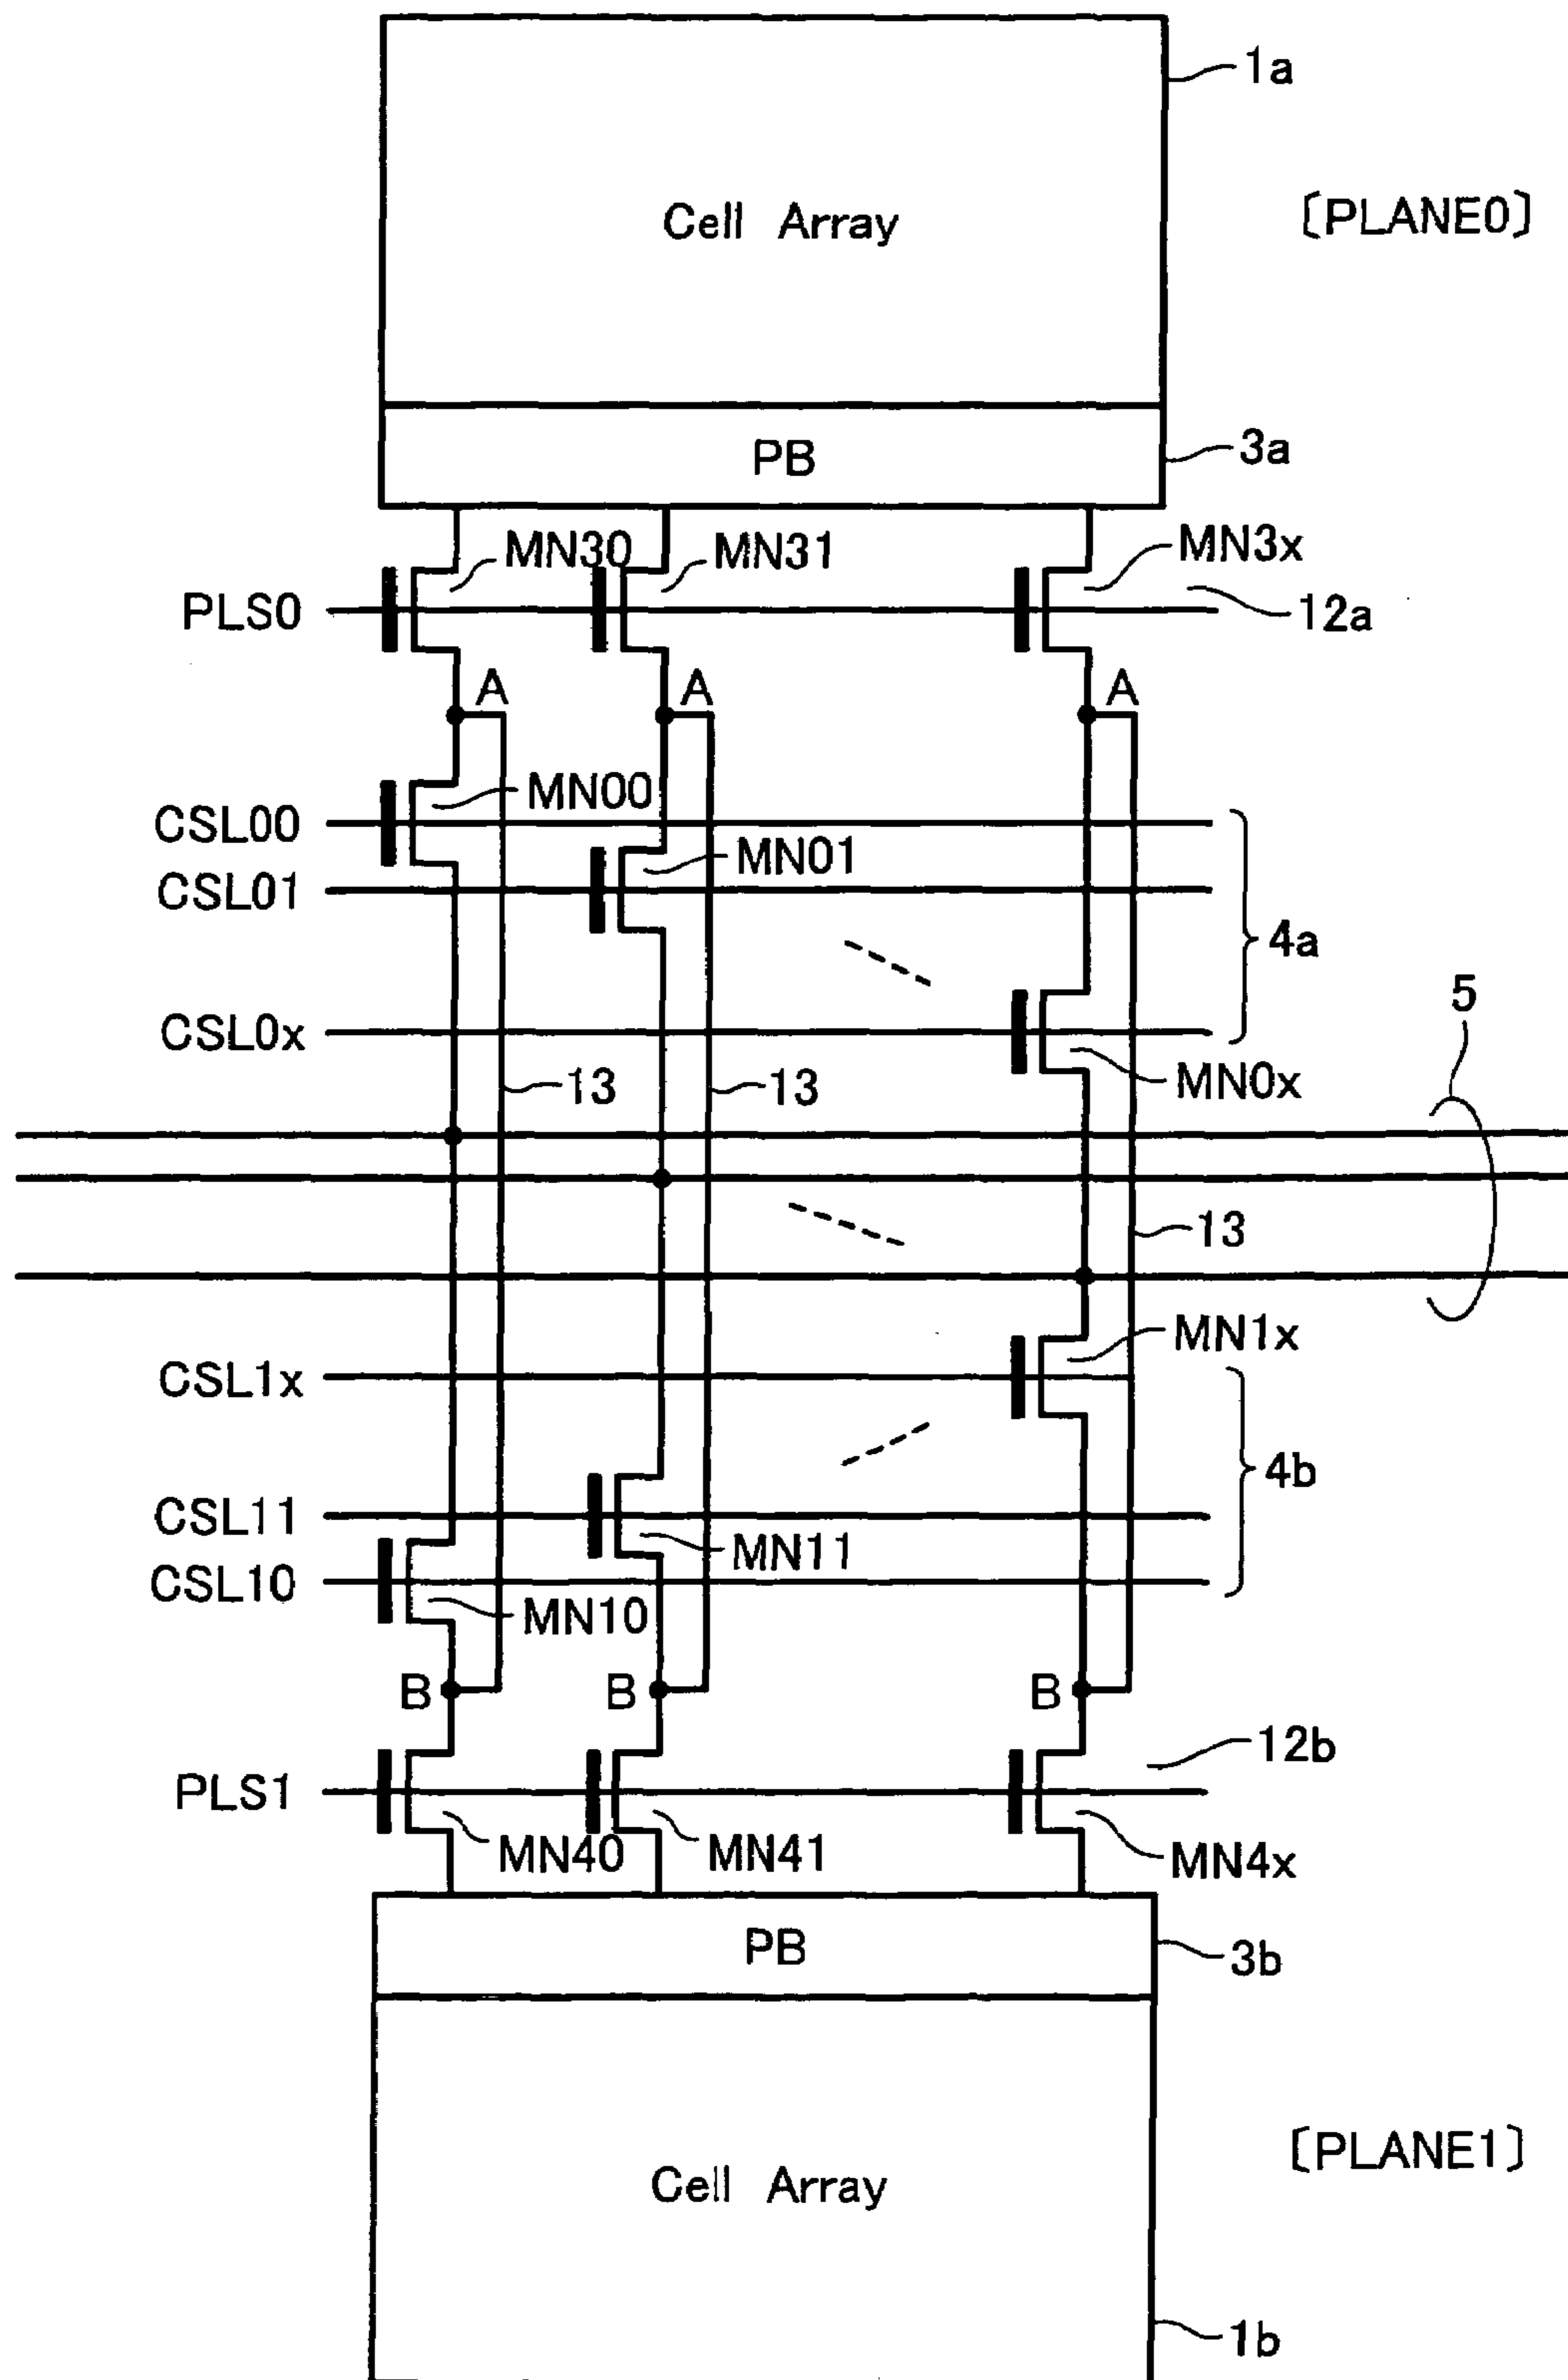 1a
Cell Array
〔PLANE0〕
PB
3a
MN30
MN31
MN3x
PLS0
12a
A
A
A
MN00
CSL00
MN01
CSL01
4a
CSL0x
5
13
13
MN0x
13
MN1x
CSL1x
4b
CSL11
MN11
CSL10
MN10
B
B
B
12b
PLS1
MN40
MN41
MN4x
PB
3b
〔PLANE1〕
Cell Array
1b